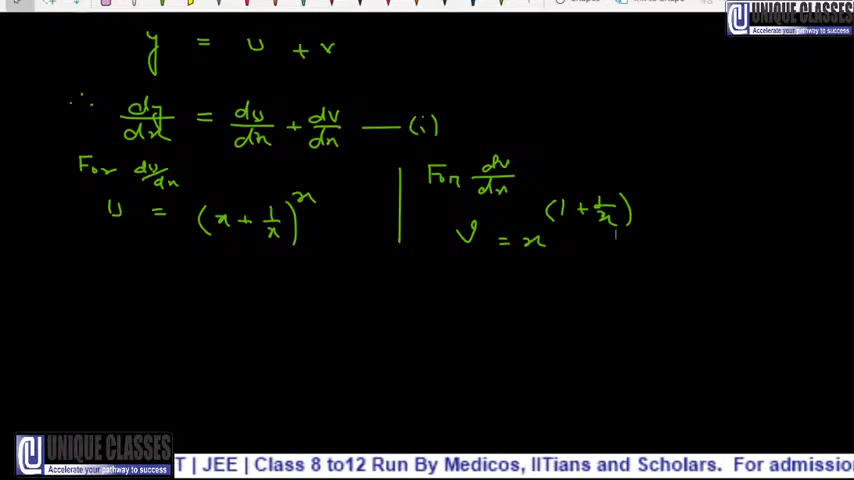 UNIQUE CLASSES
Accelerate your pathway to success
y = u + v
∴ dy/dx = du/dx + dv/dx — (i)
For du/dx
u = (x + 1/x)^x
For dv/dx
v = x^(1 + 1/x)
UNIQUE CLASSES
Accelerate your pathway to success
T | JEE | Class 8 to12 Run By Medicos, IITians and Scholars. For admissio